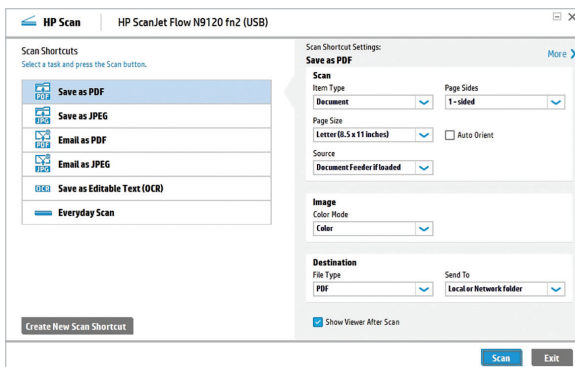 HP Scan
HP ScanJet Flow N9120 fn2 (USB)
Scan Shortcuts
Select a task and press the Scan button.
PDF Save as PDF
JPG Save as JPEG
PDF Email as PDF
JPG Email as JPEG
OCR Save as Editable Text (OCR)
Everyday Scan
Create New Scan Shortcut
Scan Shortcut Settings:
Save as PDF
More
Scan
Item Type Page Sides
Document 1-sided
Page Size
Letter (8.5 x 11 inches) Auto Orient
Source
Document Feeder if loaded
Image
Color Mode
Color
Destination
File Type Send To
PDF Local or Network folder
Show Viewer After Scan
Scan Exit